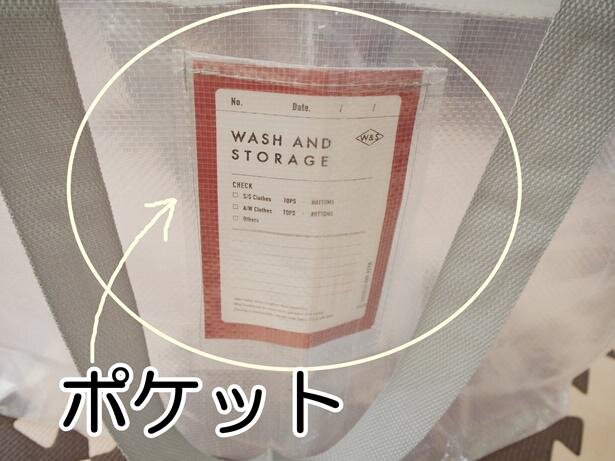 No. Date. / /
WASH AND
STORAGE
W&S
CHECK
S/S Clothes TOPS · BOTTOMS
A/W Clothes TOPS · BOTTOMS
Others
ポケット